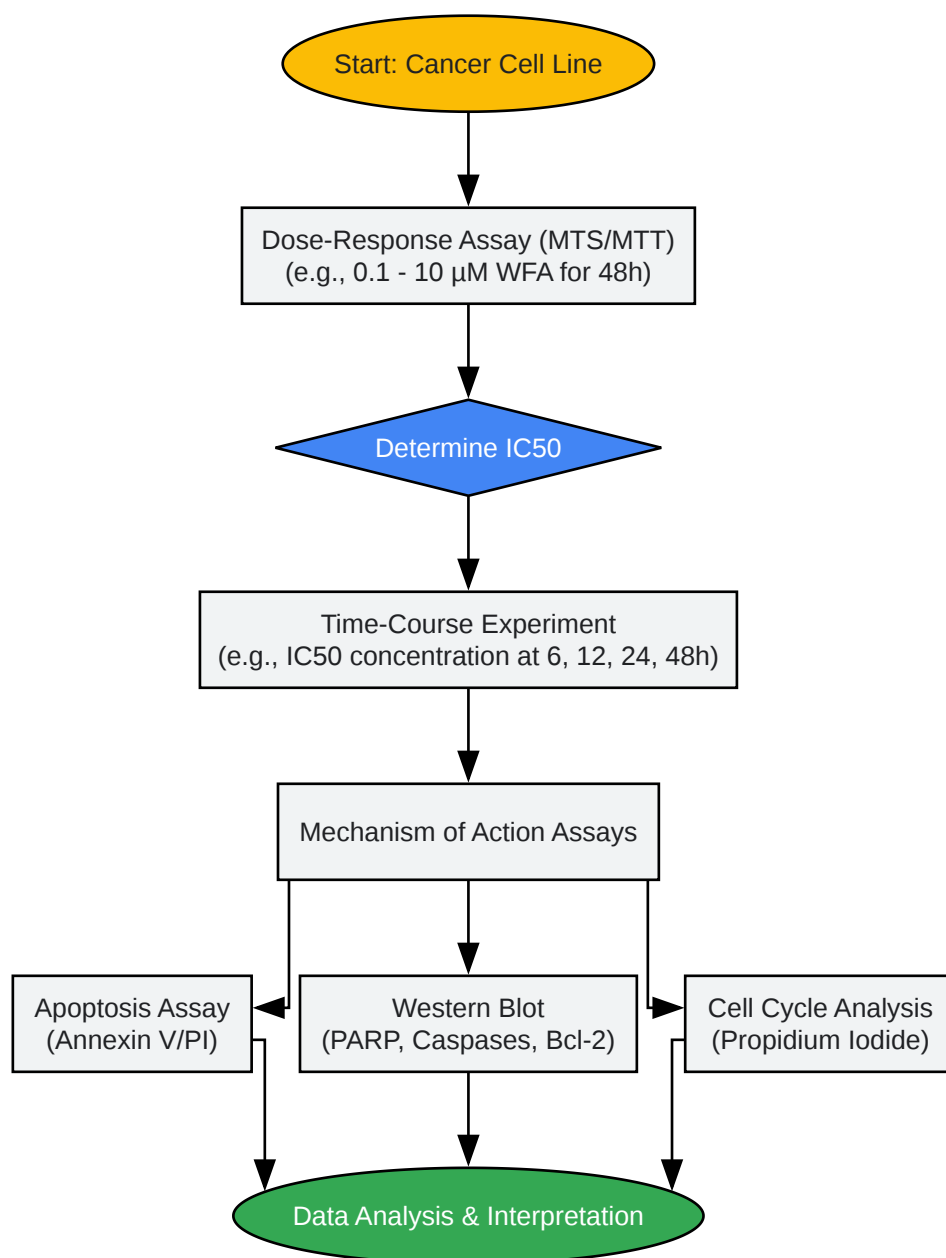 Start: Cancer Cell Line
Dose-Response Assay (MTS/MTT)
(e.g., 0.1 - 10 µM WFA for 48h)
Determine IC50
Time-Course Experiment
(e.g., IC50 concentration at 6, 12, 24, 48h)
Mechanism of Action Assays
Apoptosis Assay
(Annexin V/PI)
Western Blot
(PARP, Caspases, Bcl-2)
Cell Cycle Analysis
(Propidium Iodide)
Data Analysis & Interpretation